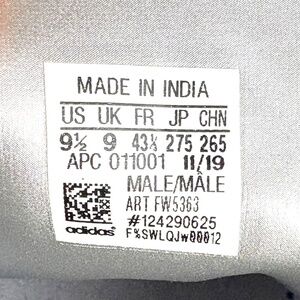 MADE IN INDIA
US UK FR JP CHN
9½ 9 43⅓ 275 265
APC 011001 11/19
MALE/MÂLE
ART FW5363
#124290625
adidas F%SWLQJw00012